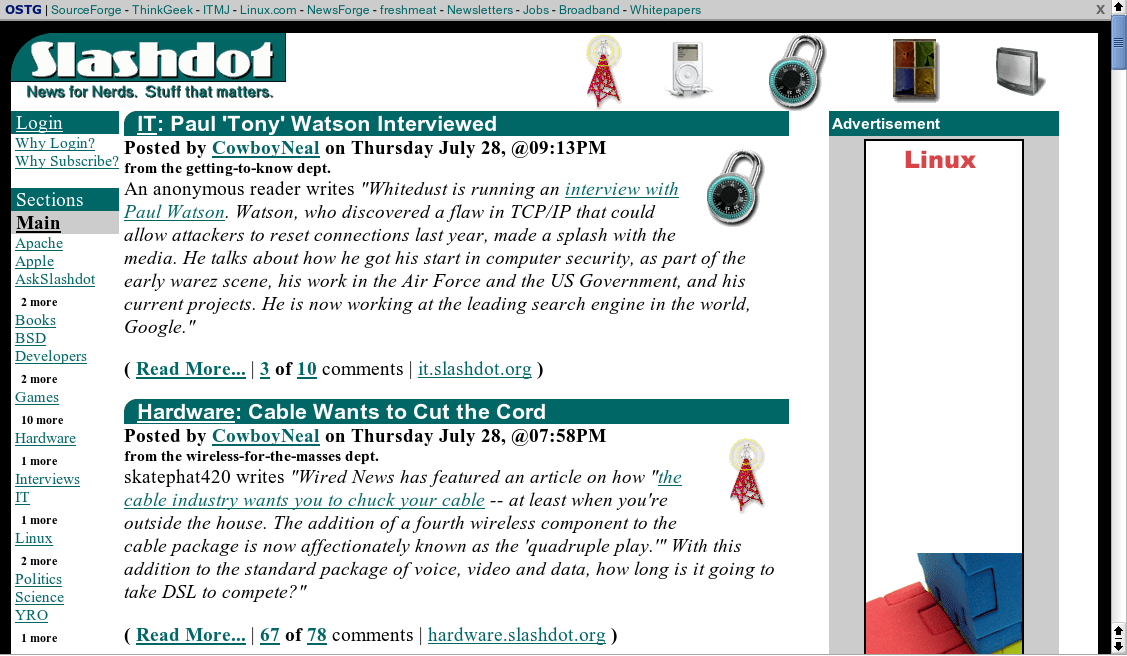 OSTG | SourceForge - ThinkGeek - ITMJ - Linux.com - NewsForge - freshmeat - Newsletters - Jobs - Broadband - Whitepapers X
Slashdot
News for Nerds. Stuff that matters.
Login
Why Login?
Why Subscribe?
Sections
Main
Apache
Apple
AskSlashdot
2 more
Books
BSD
Developers
2 more
Games
10 more
Hardware
1 more
Interviews
IT
1 more
Linux
2 more
Politics
Science
YRO
1 more
IT: Paul 'Tony' Watson Interviewed
Posted by CowboyNeal on Thursday July 28, @09:13PM
from the getting-to-know dept.
An anonymous reader writes "Whitedust is running an interview with
Paul Watson. Watson, who discovered a flaw in TCP/IP that could
allow attackers to reset connections last year, made a splash with the
media. He talks about how he got his start in computer security, as part of the
early warez scene, his work in the Air Force and the US Government, and his
current projects. He is now working at the leading search engine in the world,
Google."
( Read More... | 3 of 10 comments | it.slashdot.org )
Hardware: Cable Wants to Cut the Cord
Posted by CowboyNeal on Thursday July 28, @07:58PM
from the wireless-for-the-masses dept.
skatephat420 writes "Wired News has featured an article on how "the
cable industry wants you to chuck your cable -- at least when you're
outside the house. The addition of a fourth wireless component to the
cable package is now affectionately known as the 'quadruple play.'" With this
addition to the standard package of voice, video and data, how long is it going to
take DSL to compete?"
( Read More... | 67 of 78 comments | hardware.slashdot.org )
Advertisement
Linux